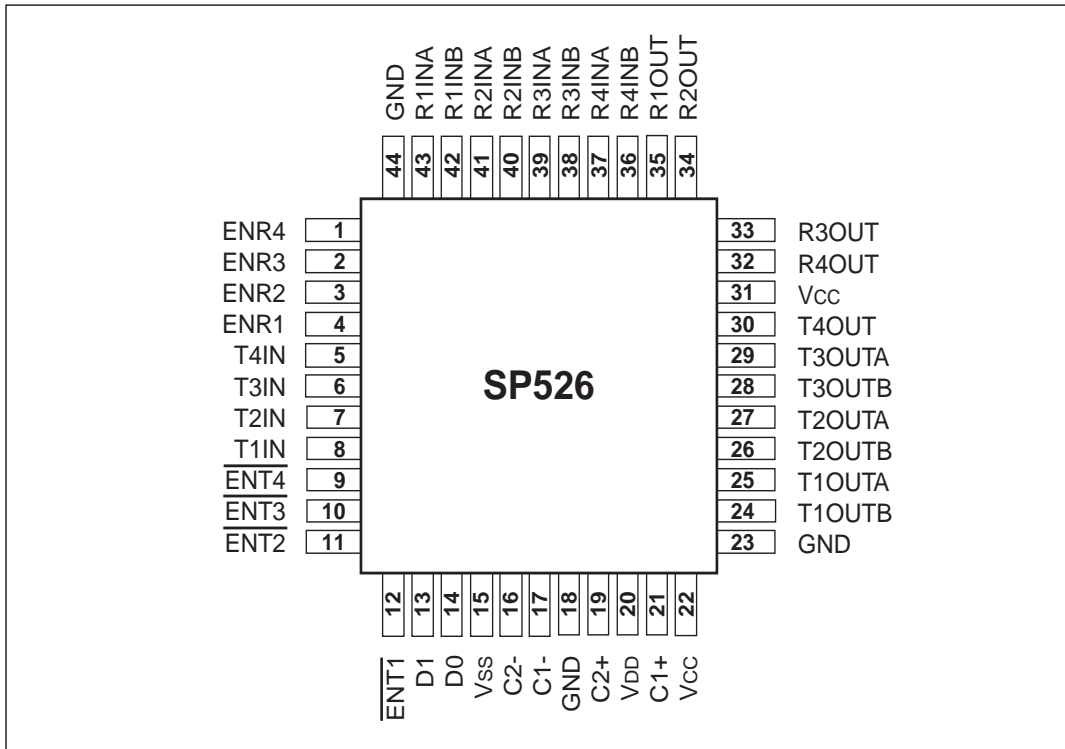 GND
R1INA
R1INB
R2INA
R2INB
R3INA
R3INB
R4INA
R4INB
R1OUT
R2OUT
44
43
42
41
40
39
38
37
36
35
34
ENR4 1
ENR3 2
ENR2 3
ENR1 4
T4IN 5
T3IN 6
T2IN 7
T1IN 8
ENT4 9
ENT3 10
ENT2 11
SP526
33 R3OUT
32 R4OUT
31 VCC
30 T4OUT
29 T3OUTA
28 T3OUTB
27 T2OUTA
26 T2OUTB
25 T1OUTA
24 T1OUTB
23 GND
12
13
14
15
16
17
18
19
20
21
22
ENT1
D1
D0
VSS
C2-
C1-
GND
C2+
VDD
C1+
VCC